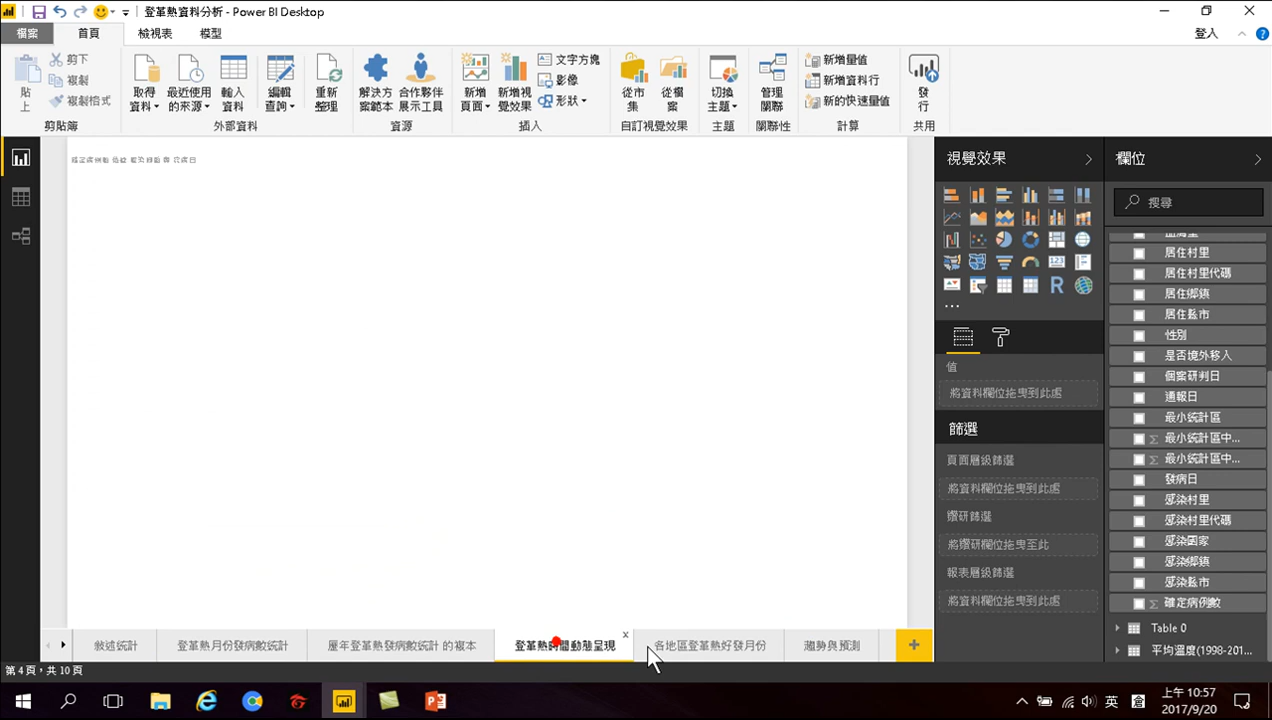 登革熱資料分析 - Power BI Desktop
檔案
首頁
檢視表
模型
登入
貼上
剪下
複製
複製格式
剪貼簿
取得資料
最近使用的來源
輸入資料
編輯查詢
重新整理
外部資料
解決方案範本
合作夥伴展示工具
資源
新增頁面
新增視覺效果
文字方塊
影像
形狀
插入
從市集
從檔案
自訂視覺效果
切換主題
主題
管理關聯
關聯性
新增量值
新增資料行
新的快速量值
計算
發行
共用
視覺效果
值
將資料欄位拖曳到此處
篩選
頁面層級篩選
將資料欄位拖曳到此處
鑽研篩選
將鑽研欄位拖曳至此
報表層級篩選
將資料欄位拖曳到此處
欄位
搜尋
居住村里
居住村里代碼
居住鄉鎮
居住縣市
性別
是否境外移入
個案研判日
通報日
最小統計區
最小統計區中...
最小統計區中...
發病日
感染村里
感染村里代碼
感染國家
感染鄉鎮
感染縣市
確定病例數
Table 0
平均溫度(1998-201...
敘述統計
登革熱月份發病數統計
歷年登革熱發病數統計 的複本
登革熱時間動態呈現
各地區登革熱好發月份
趨勢與預測
第 4 頁，共 10 頁
英
上午 10:57
2017/9/20